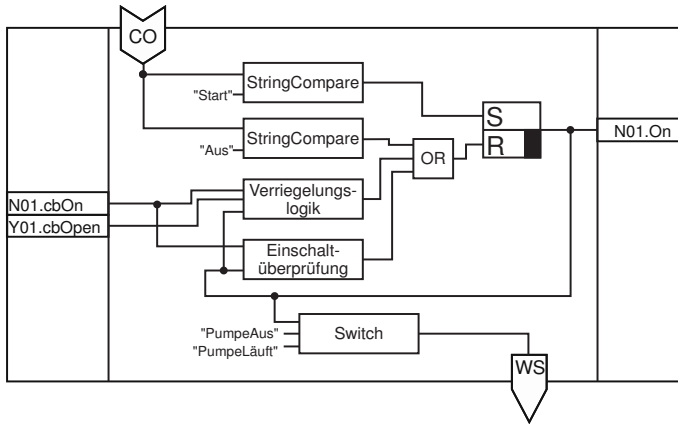 CO
StringCompare
"Start"
S
StringCompare
"Aus"
R
N01.On
OR
Verriegelungs-
logik
N01.cbOn
Y01.cbOpen
Einschalt-
überprüfung
"PumpeAus"
"PumpeLäuft"
Switch
WS